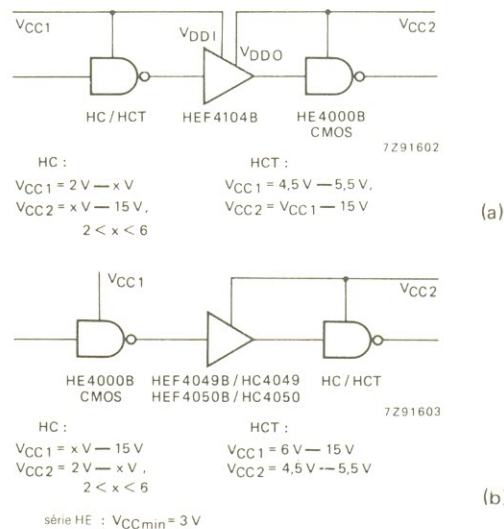 VCC1 VCC2
VDDI
VDDO
HC/HCT HEF4104B HE4000B
CMOS
7Z91602
HC : HCT :
VCC1 = 2 V — x V VCC1 = 4,5 V — 5,5 V,
VCC2 = x V — 15 V, VCC2 = VCC1 — 15 V
2 < x < 6
(a)
VCC1 VCC2
HE4000B HEF4049B/HC4049 HC/HCT
CMOS HEF4050B/HC4050
7Z91603
HC : HCT :
VCC1 = x V — 15 V VCC1 = 6 V — 15 V
VCC2 = 2 V — x V, VCC2 = 4,5 V -- 5,5 V
2 < x < 6
(b)
série HE : VCCmin = 3 V